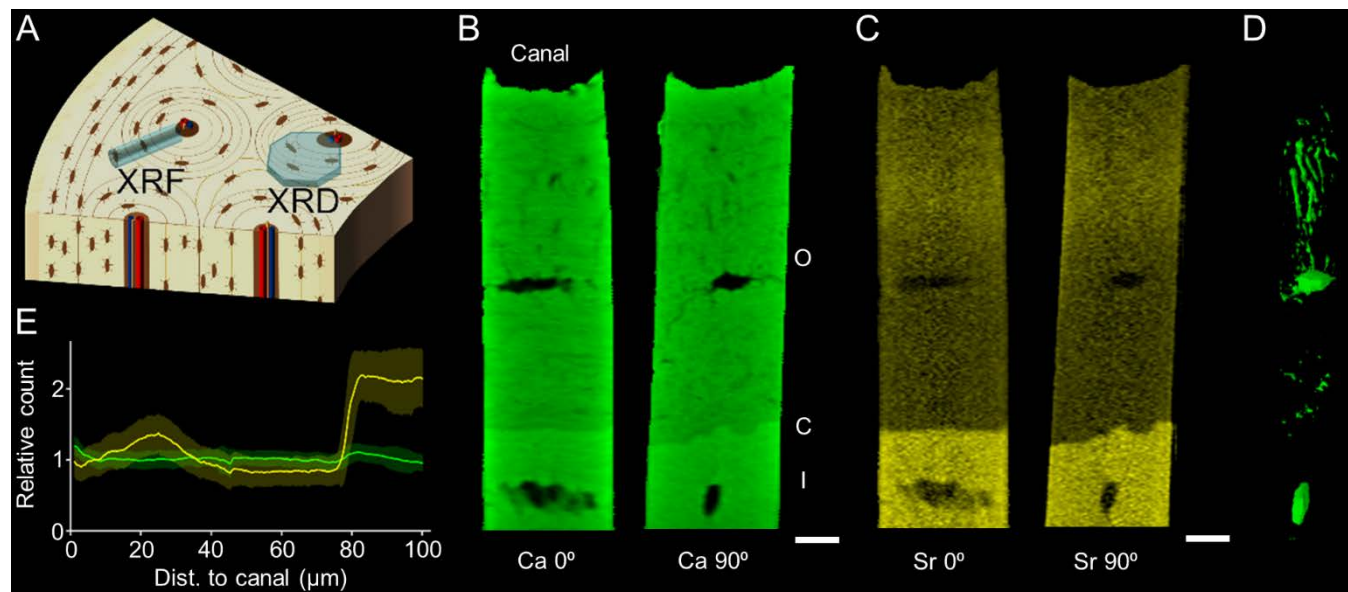 A
XRF
XRD
B
Canal
O
C
I
Ca 0º
Ca 90º
C
Sr 0º
Sr 90º
D
E
Relative count
2
1
0
0
20
40
60
80
100
Dist. to canal (µm)